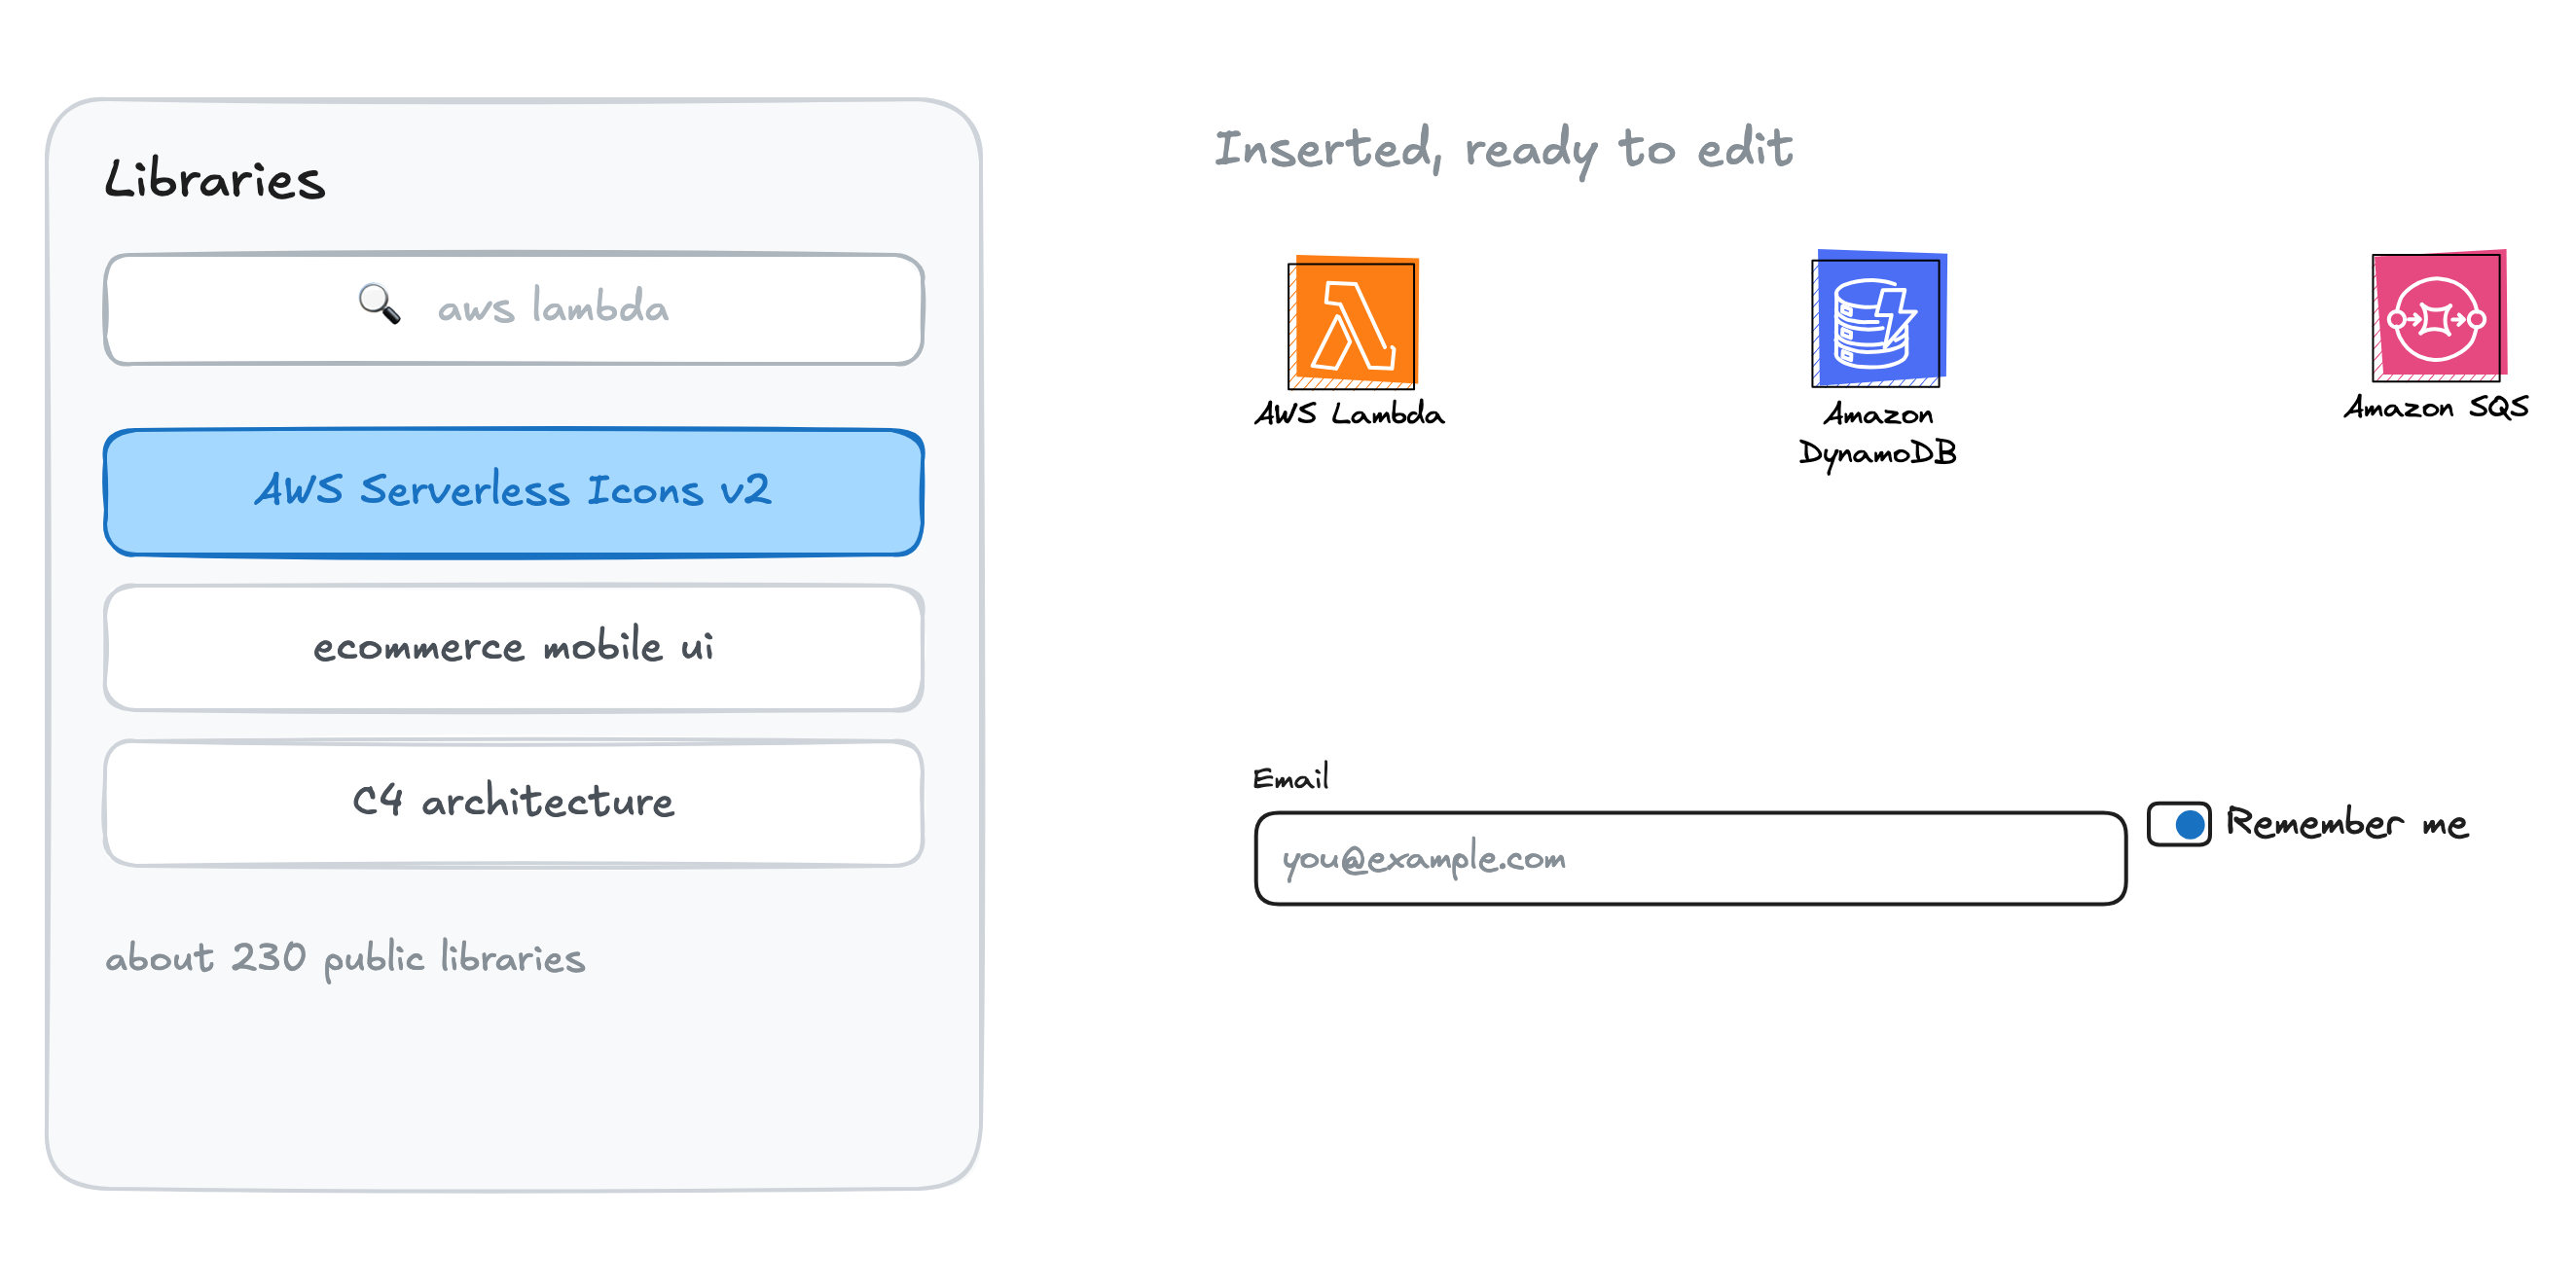 Libraries
🔍 aws lambda
AWS Serverless Icons v2
ecommerce mobile ui
C4 architecture
about 230 public libraries
Inserted, ready to edit
AWS Lambda
Amazon
DynamoDB
Amazon SQS
Email
you@example.com
Remember me